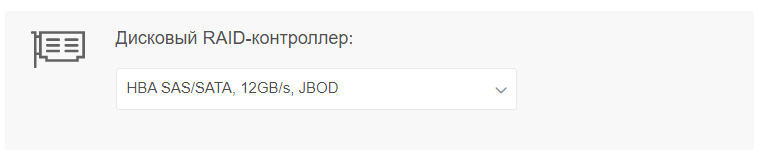 Дисковый RAID-контроллер:
HBA SAS/SATA, 12GB/s, JBOD